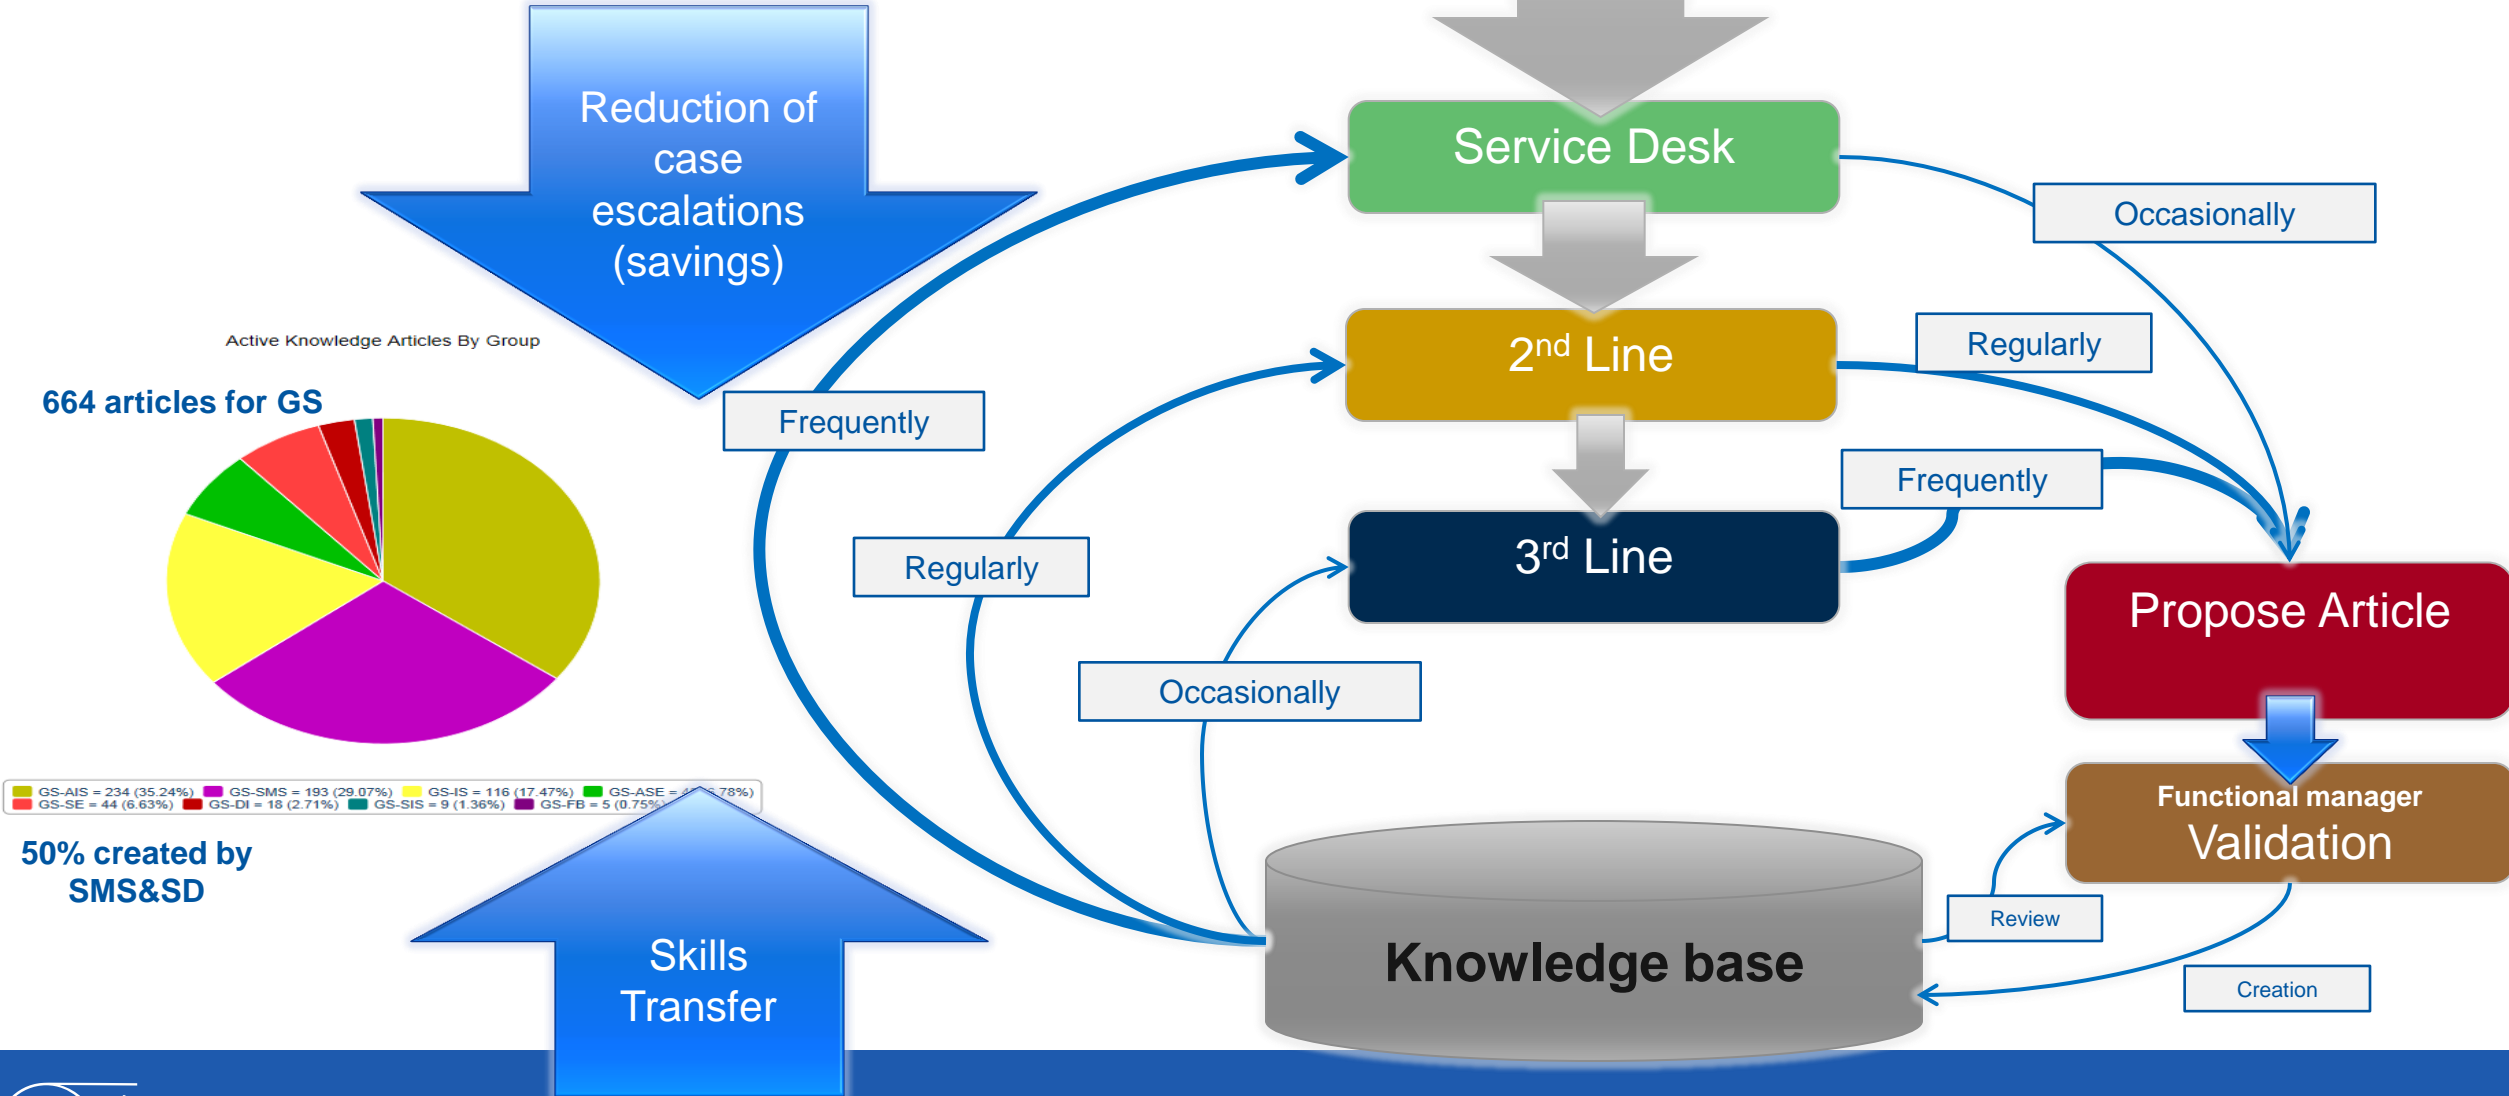 Reduction of
case
escalations
(savings)
Service Desk
Occasionally
2nd Line
Regularly
Active Knowledge Articles By Group
664 articles for GS
Frequently
Frequently
3rd Line
Regularly
Propose Article
Occasionally
GS-AIS = 234 (35.24%) GS-SMS = 193 (29.07%) GS-IS = 116 (17.47%) GS-ASE = 4 6.78%)
GS-SE = 44 (6.63%) GS-DI = 18 (2.71%) GS-SIS = 9 (1.36%) GS-FB = 5 (0.75%)
Functional manager
Validation
50% created by
SMS&SD
Review
Skills
Transfer
Knowledge base
Creation